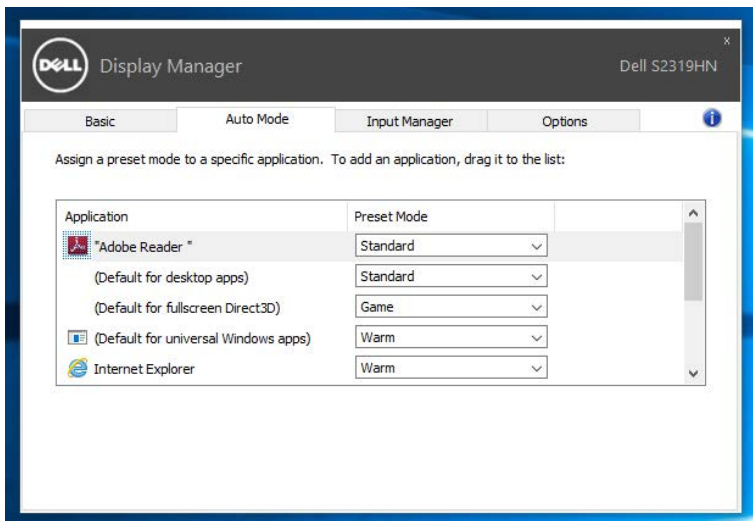 DELL
Display Manager
Dell S2319HN
x
Basic
Auto Mode
Input Manager
Options
i
Assign a preset mode to a specific application. To add an application, drag it to the list:
Application Preset Mode
"Adobe Reader " Standard
(Default for desktop apps) Standard
(Default for fullscreen Direct3D) Game
(Default for universal Windows apps) Warm
Internet Explorer Warm